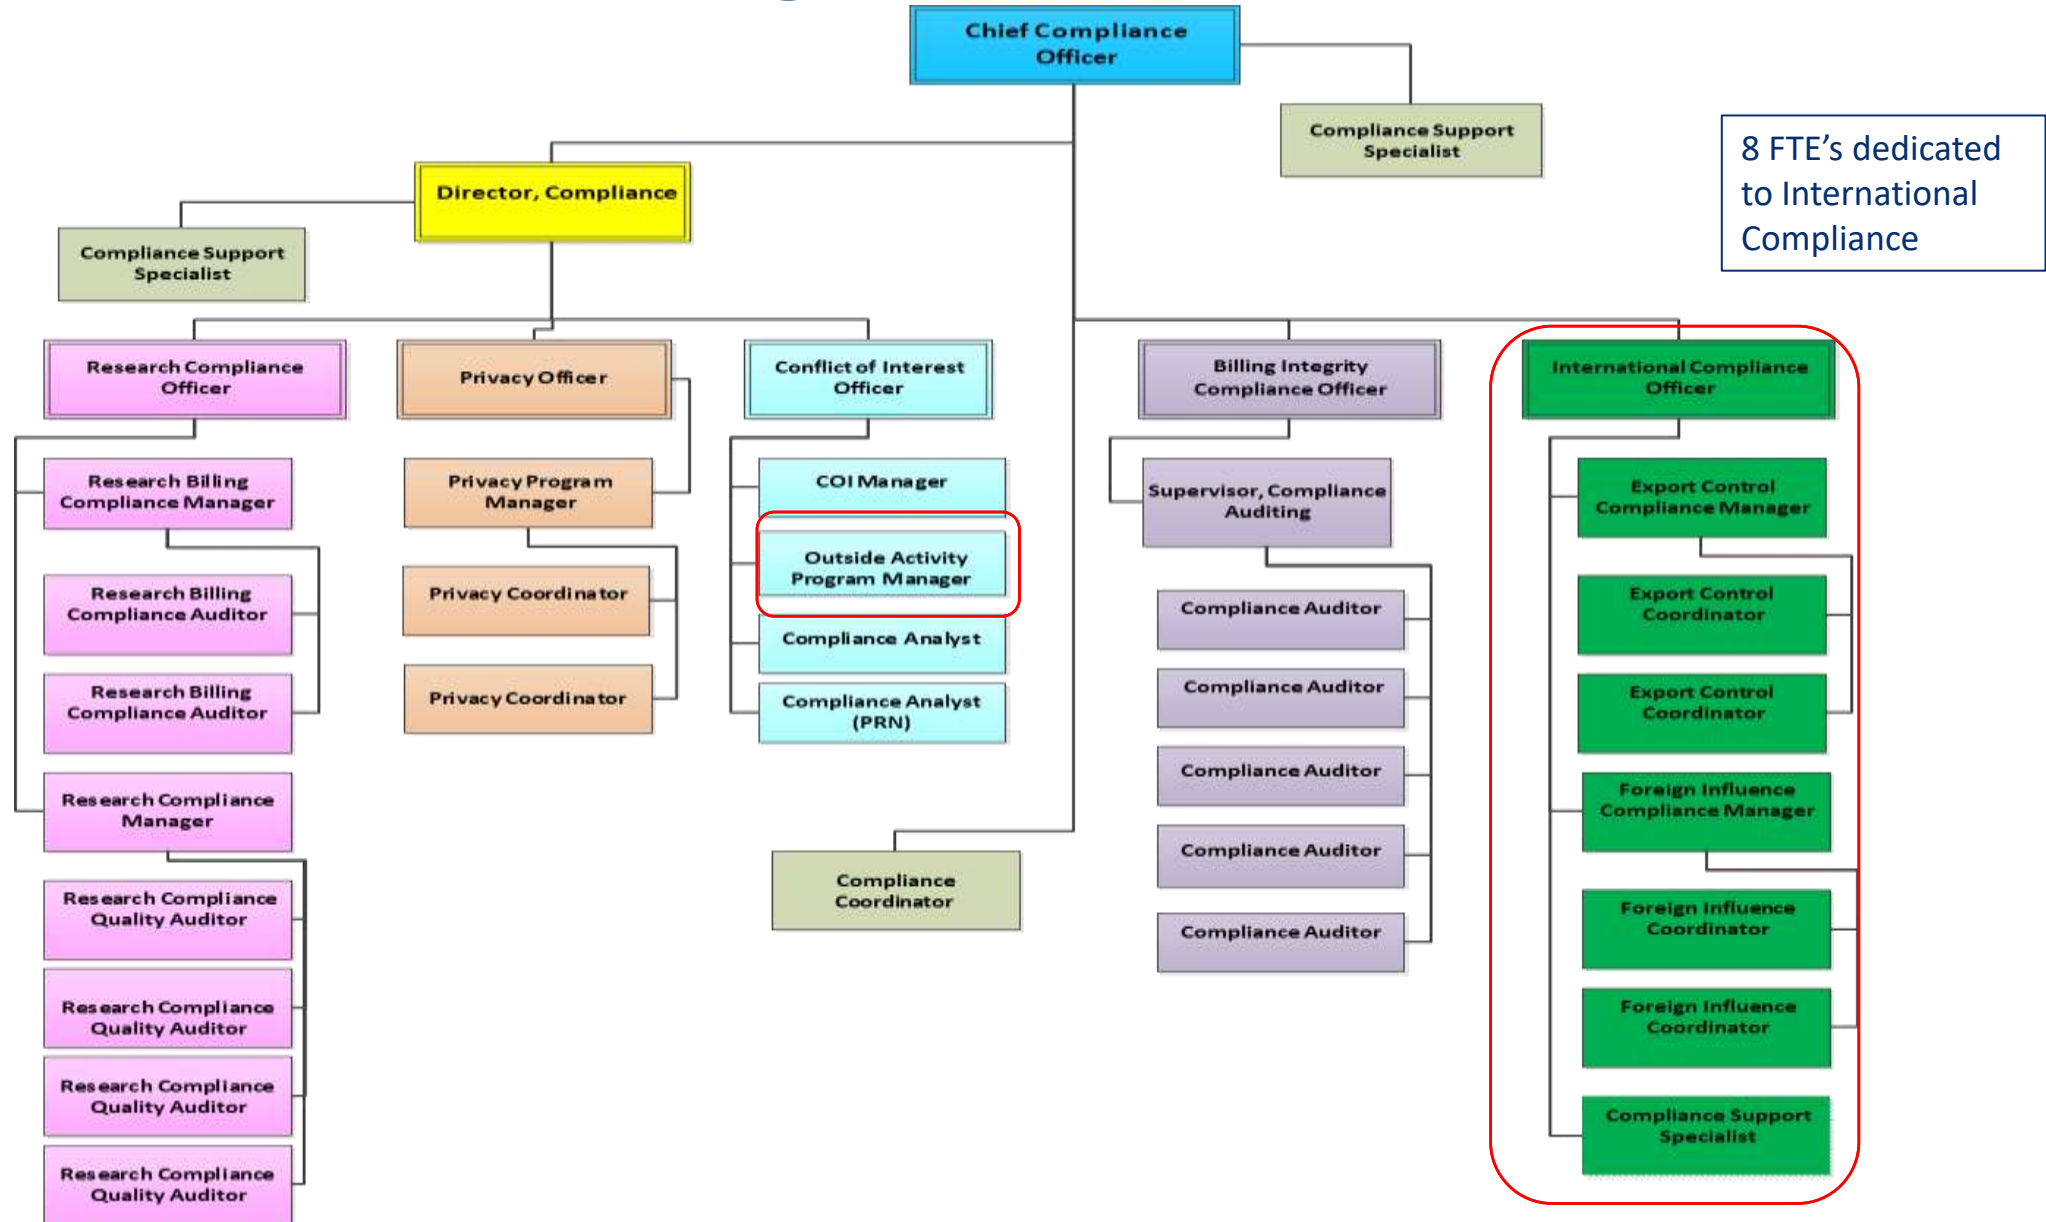 Chief Compliance
Officer
Compliance Support
Specialist
8 FTE’s dedicated
to International
Compliance
Director, Compliance
Compliance Support
Specialist
Research Compliance
Officer
Privacy Officer
Conflict of Interest
Officer
Billing Integrity
Compliance Officer
International Compliance
Officer
Research Billing
Compliance Manager
Research Billing
Compliance Auditor
Research Billing
Compliance Auditor
Research Compliance
Manager
Research Compliance
Quality Auditor
Research Compliance
Quality Auditor
Research Compliance
Quality Auditor
Research Compliance
Quality Auditor
Privacy Program
Manager
Privacy Coordinator
Privacy Coordinator
COI Manager
Outside Activity
Program Manager
Compliance Analyst
Compliance Analyst
(PRN)
Compliance
Coordinator
Supervisor, Compliance
Auditing
Compliance Auditor
Compliance Auditor
Compliance Auditor
Compliance Auditor
Compliance Auditor
Export Control
Compliance Manager
Export Control
Coordinator
Export Control
Coordinator
Foreign Influence
Compliance Manager
Foreign Influence
Coordinator
Foreign Influence
Coordinator
Compliance Support
Specialist